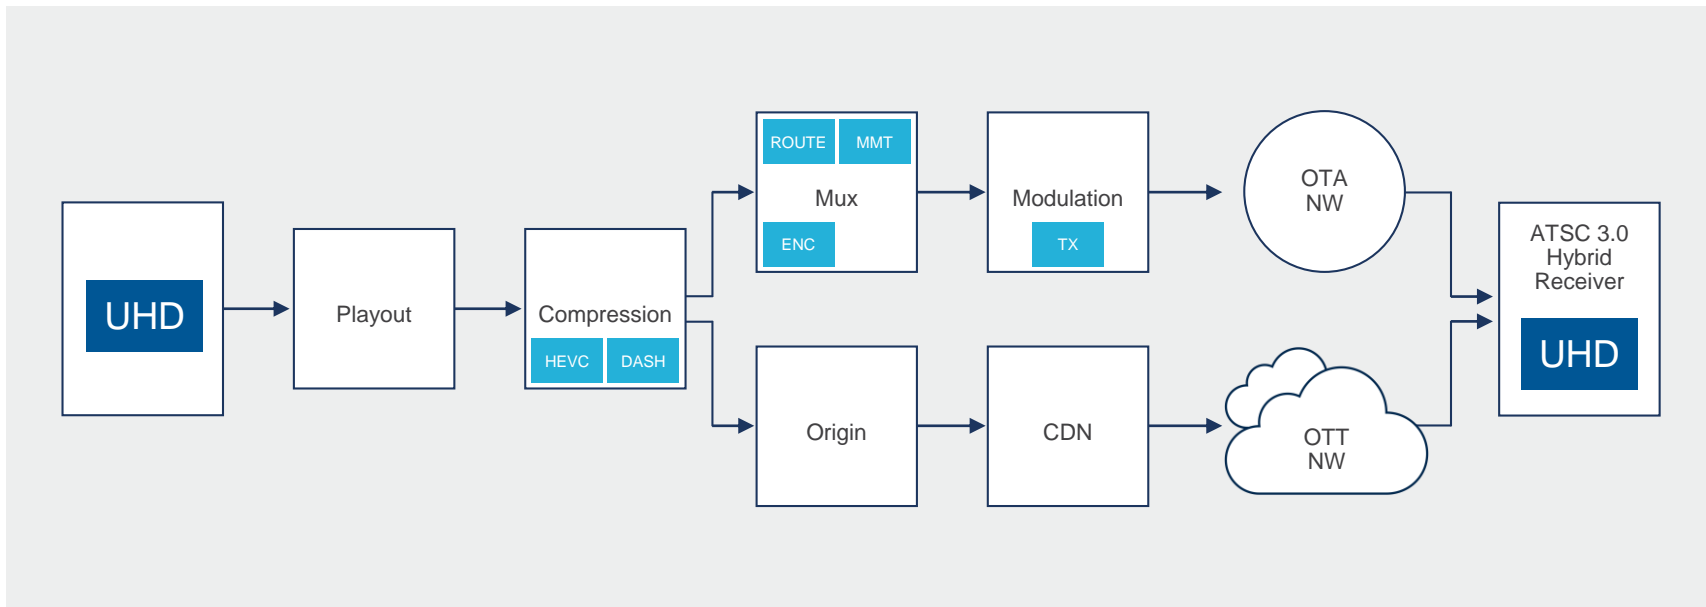 UHD
Playout
Compression
HEVC
DASH
ROUTE
MMT
Mux
ENC
Modulation
TX
OTA
NW
Origin
CDN
OTT
NW
ATSC 3.0
Hybrid
Receiver
UHD